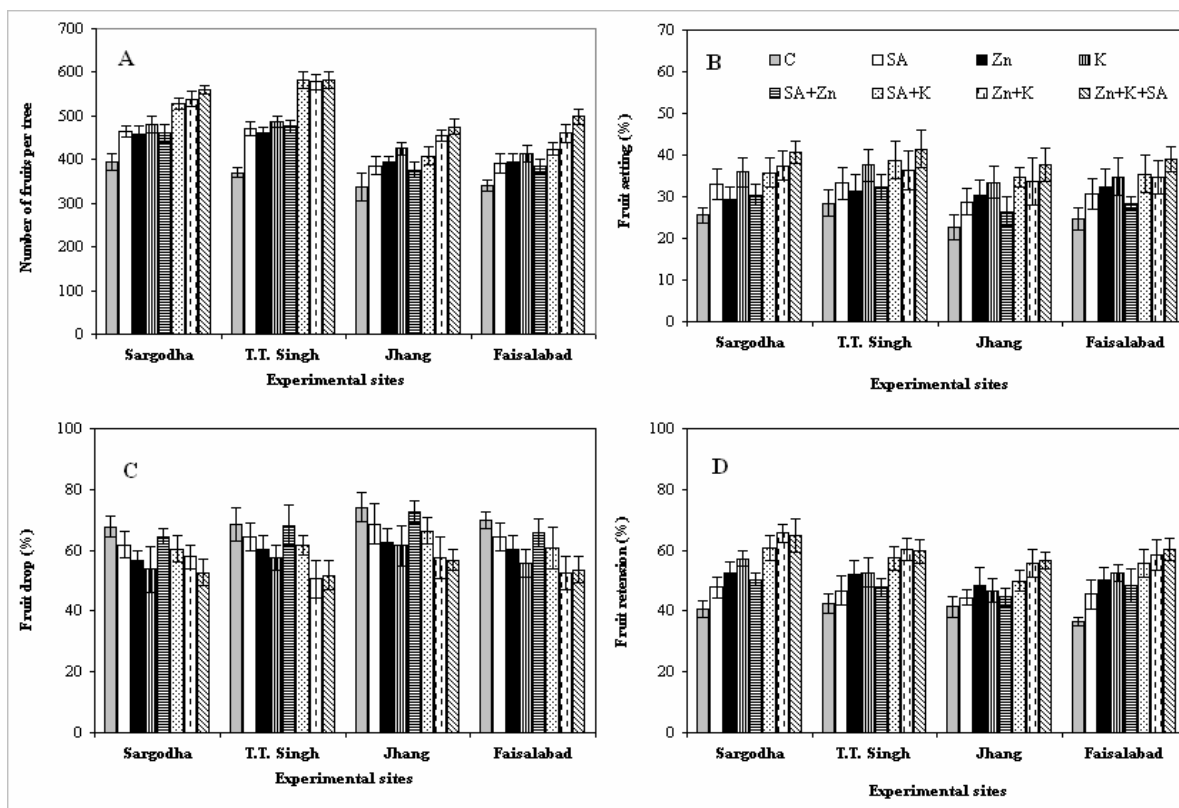 A
Number of fruits per tree
700
600
500
400
300
200
100
0
Sargodha T.T. Singh Jhang Faisalabad
Experimental sites
B
C SA Zn K
SA+Zn SA+K Zn+K Zn+K+SA
Fruit setting (%)
70
60
50
40
30
20
10
0
Sargodha T.T. Singh Jhang Faisalabad
Experimental sites
C
Fruit drop (%)
100
80
60
40
20
0
Sargodha T.T. Singh Jhang Faisalabad
Experimental sites
D
Fruit retension (%)
100
80
60
40
20
0
Sargodha T.T. Singh Jhang Faisalabad
Experimental sites